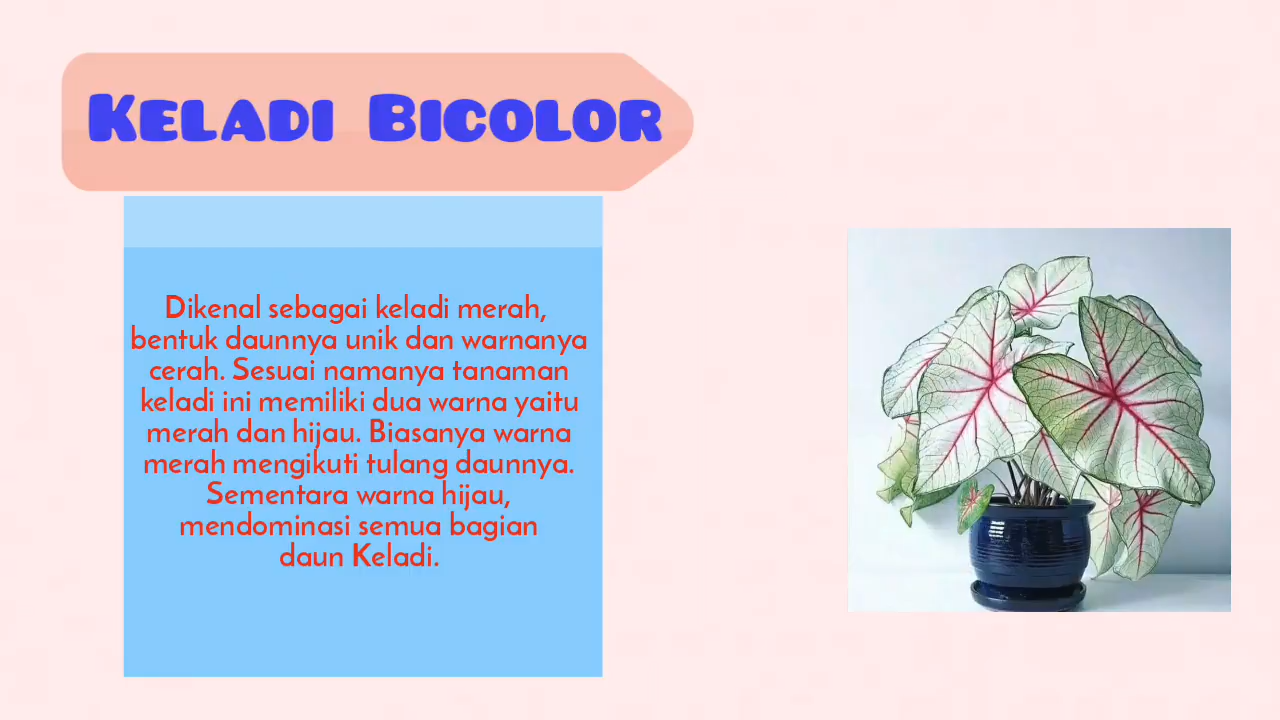 Keladi Bicolor
Dikenal sebagai keladi merah,
bentuk daunnya unik dan warnanya
cerah. Sesuai namanya tanaman
keladi ini memiliki dua warna yaitu
merah dan hijau. Biasanya warna
merah mengikuti tulang daunnya.
Sementara warna hijau,
mendominasi semua bagian
daun Keladi.